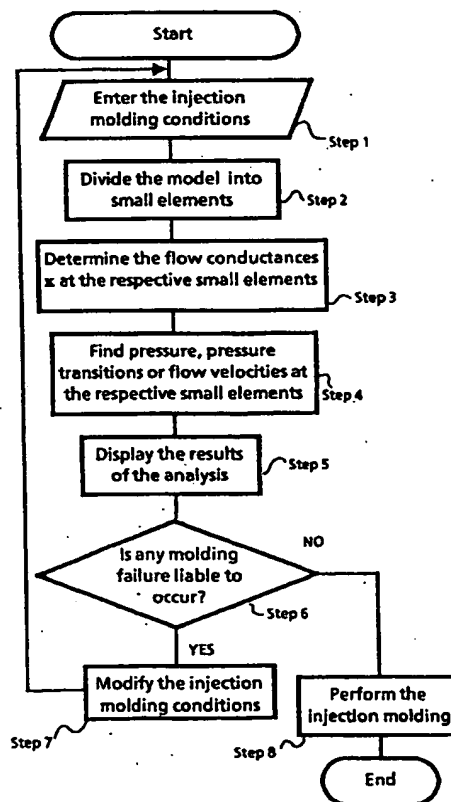 Start
Enter the injection
molding conditions
Step 1
Divide the model into
small elements
Step 2
Determine the flow conductances
x at the respective small elements
Step 3
Find pressure, pressure
transitions or flow velocities at
the respective small elements
Step 4
Display the results
of the analysis
Step 5
Is any molding
failure liable to
occur?
NO
Step 6
YES
Modify the injection
molding conditions
Step 7
Perform the
injection molding
Step 8
End